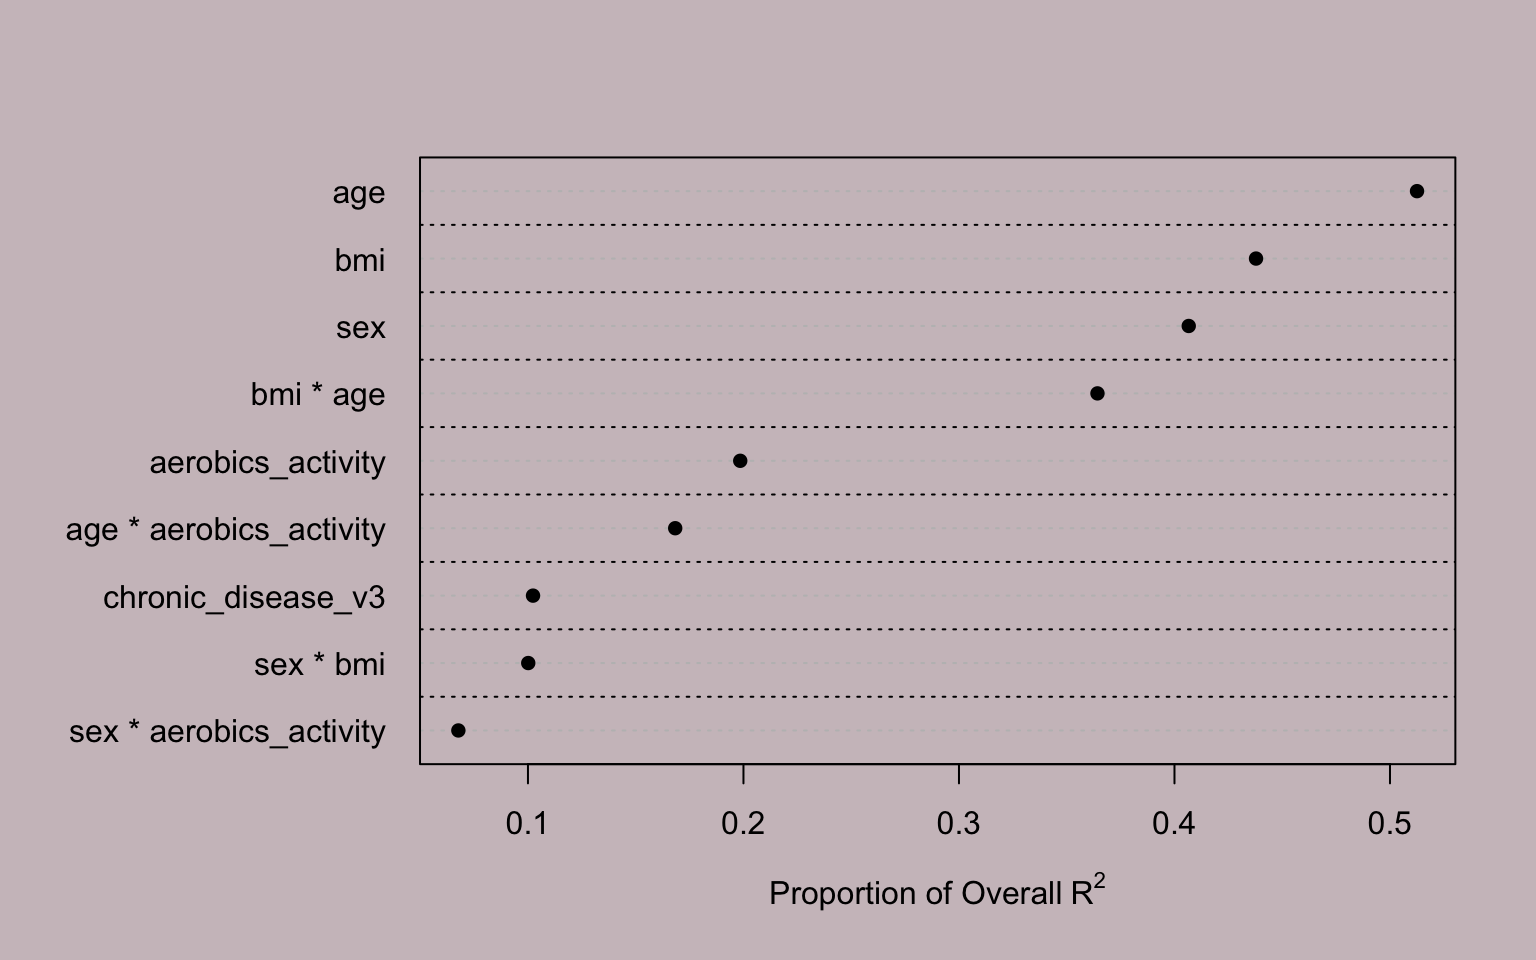 age
bmi
sex
bmi * age
aerobics_activity
age * aerobics_activity
chronic_disease_v3
sex * bmi
sex * aerobics_activity
0.1 0.2 0.3 0.4 0.5
Proportion of Overall R²